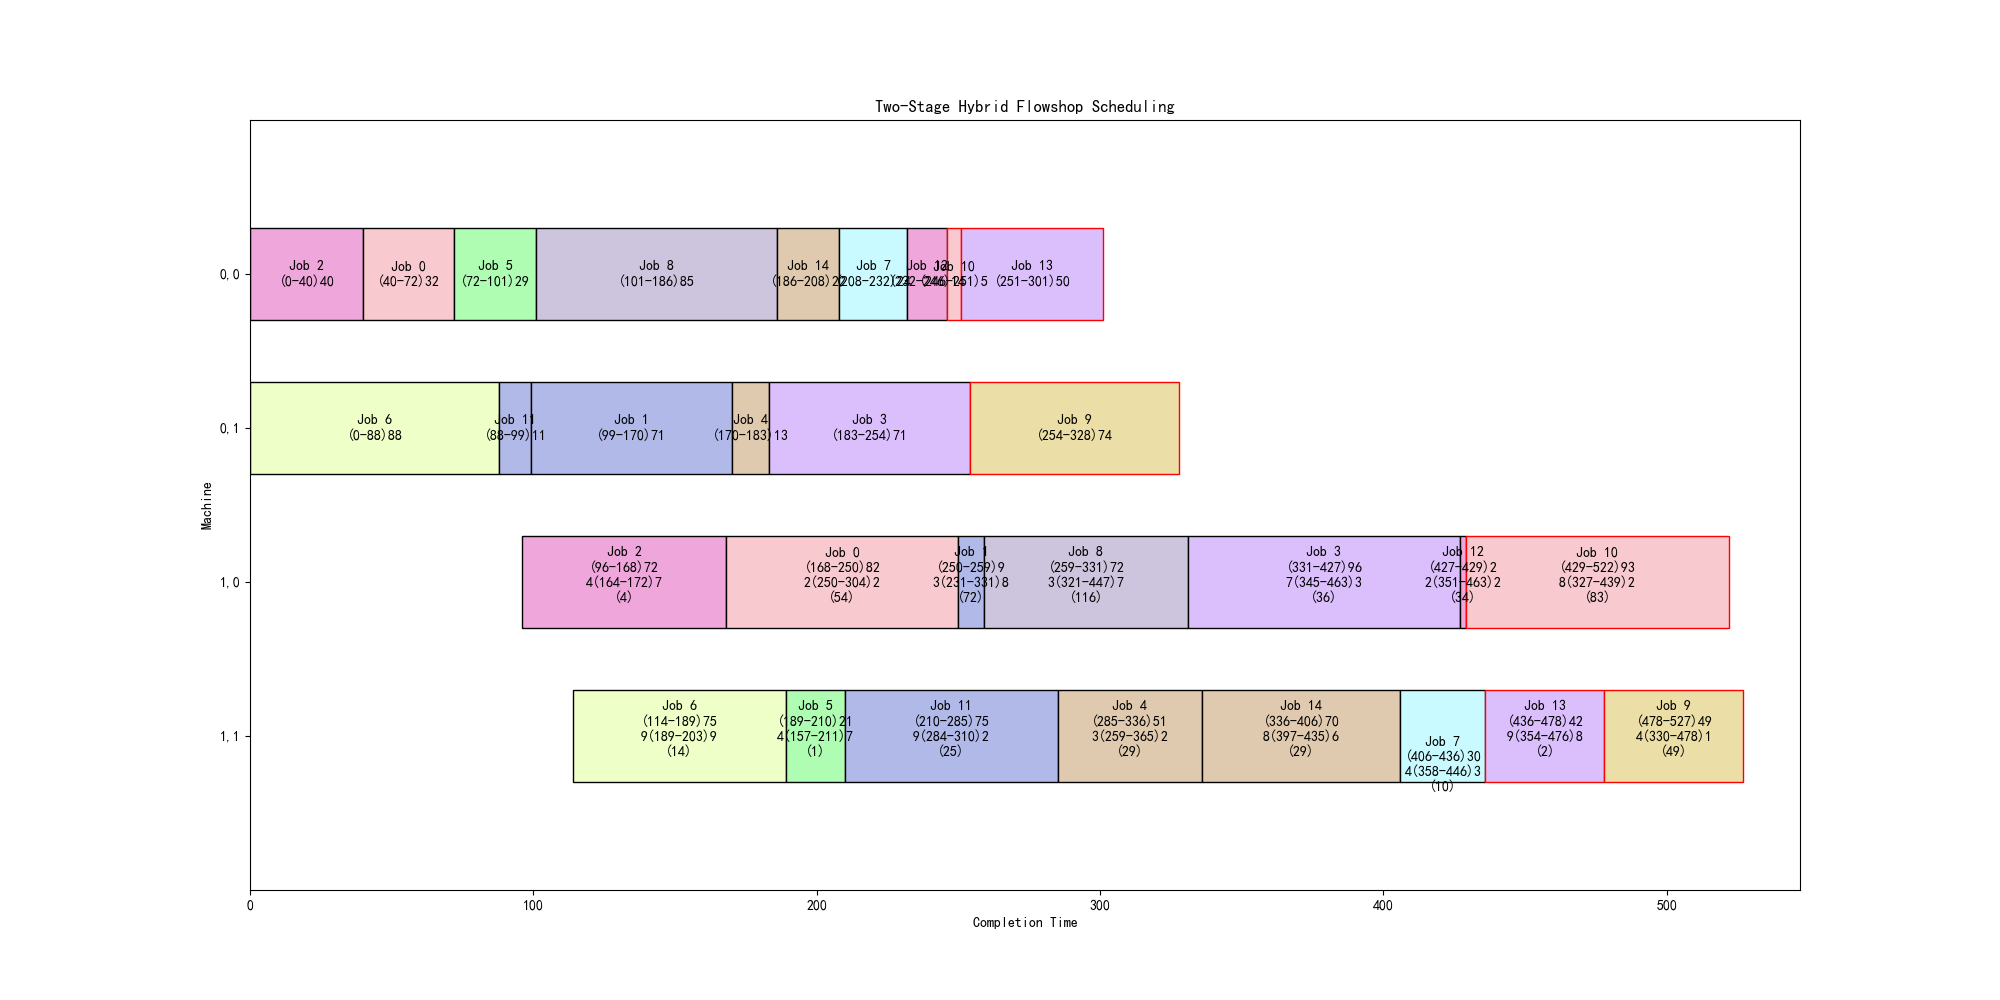 Two-Stage Hybrid Flowshop Scheduling
0,0
Job 2
(0-40)40
Job 0
(40-72)32
Job 5
(72-101)29
Job 8
(101-186)85
Job 14
(186-208)22
Job 7
(208-232)24
Job 12
(232-246)14
Job 10
(246-251)5
Job 13
(251-301)50
0,1
Job 6
(0-88)88
Job 11
(88-99)11
Job 1
(99-170)71
Job 4
(170-183)13
Job 3
(183-254)71
Job 9
(254-328)74
Machine
1,0
Job 2
(96-168)72
4(164-172)7
(4)
Job 0
(168-250)82
2(250-304)2
(54)
Job 1
(250-259)9
3(231-331)8
(72)
Job 8
(259-331)72
3(321-447)7
(116)
Job 3
(331-427)96
7(345-463)3
(36)
Job 12
(427-429)2
2(351-463)2
(34)
Job 10
(429-522)93
8(327-439)2
(83)
1,1
Job 6
(114-189)75
9(189-203)9
(14)
Job 5
(189-210)21
4(157-211)7
(1)
Job 11
(210-285)75
9(284-310)2
(25)
Job 4
(285-336)51
3(259-365)2
(29)
Job 14
(336-406)70
8(397-435)6
(29)
Job 7
(406-436)30
4(358-446)3
(10)
Job 13
(436-478)42
9(354-476)8
(2)
Job 9
(478-527)49
4(330-478)1
(49)
0
100
200
300
400
500
Completion Time